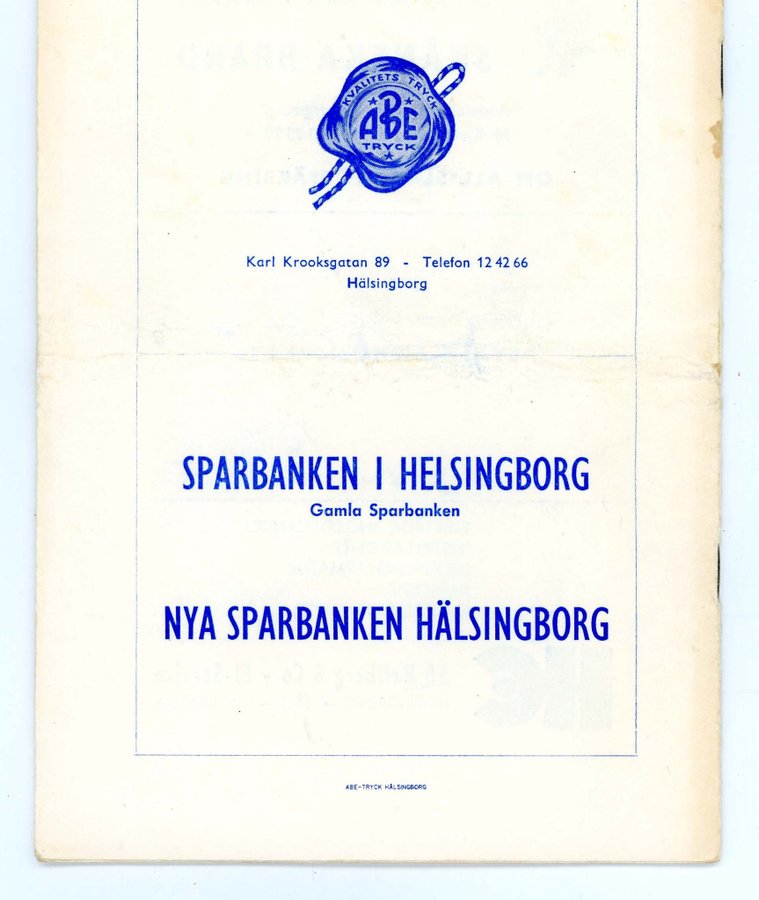 KVALITETS TRYCK
ABE
TRYCK
Karl Krooksgatan 89 - Telefon 12 42 66
Hälsingborg
SPARBANKEN I HELSINGBORG
Gamla Sparbanken
NYA SPARBANKEN HÄLSINGBORG
ABE-TRYCK HÄLSINGBORG